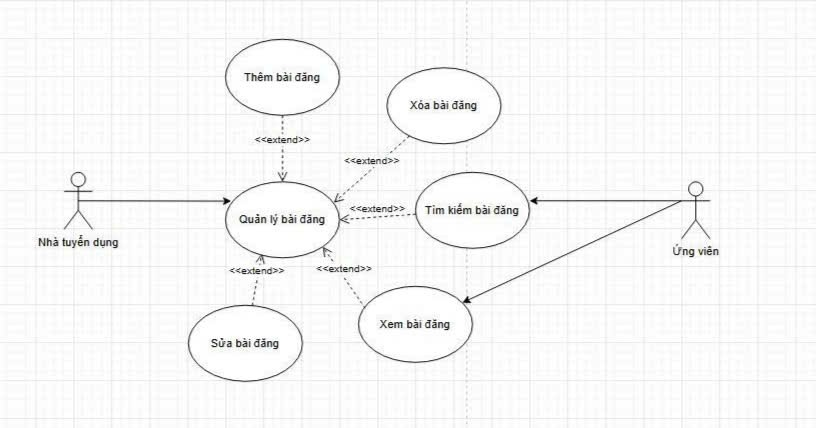 Thêm bài đăng
Xóa bài đăng
<<extend>>
<<extend>>
Tìm kiếm bài đăng
<<extend>>
Quản lý bài đăng
Nhà tuyển dụng
Ứng viên
<<extend>>
<<extend>>
Xem bài đăng
Sửa bài đăng